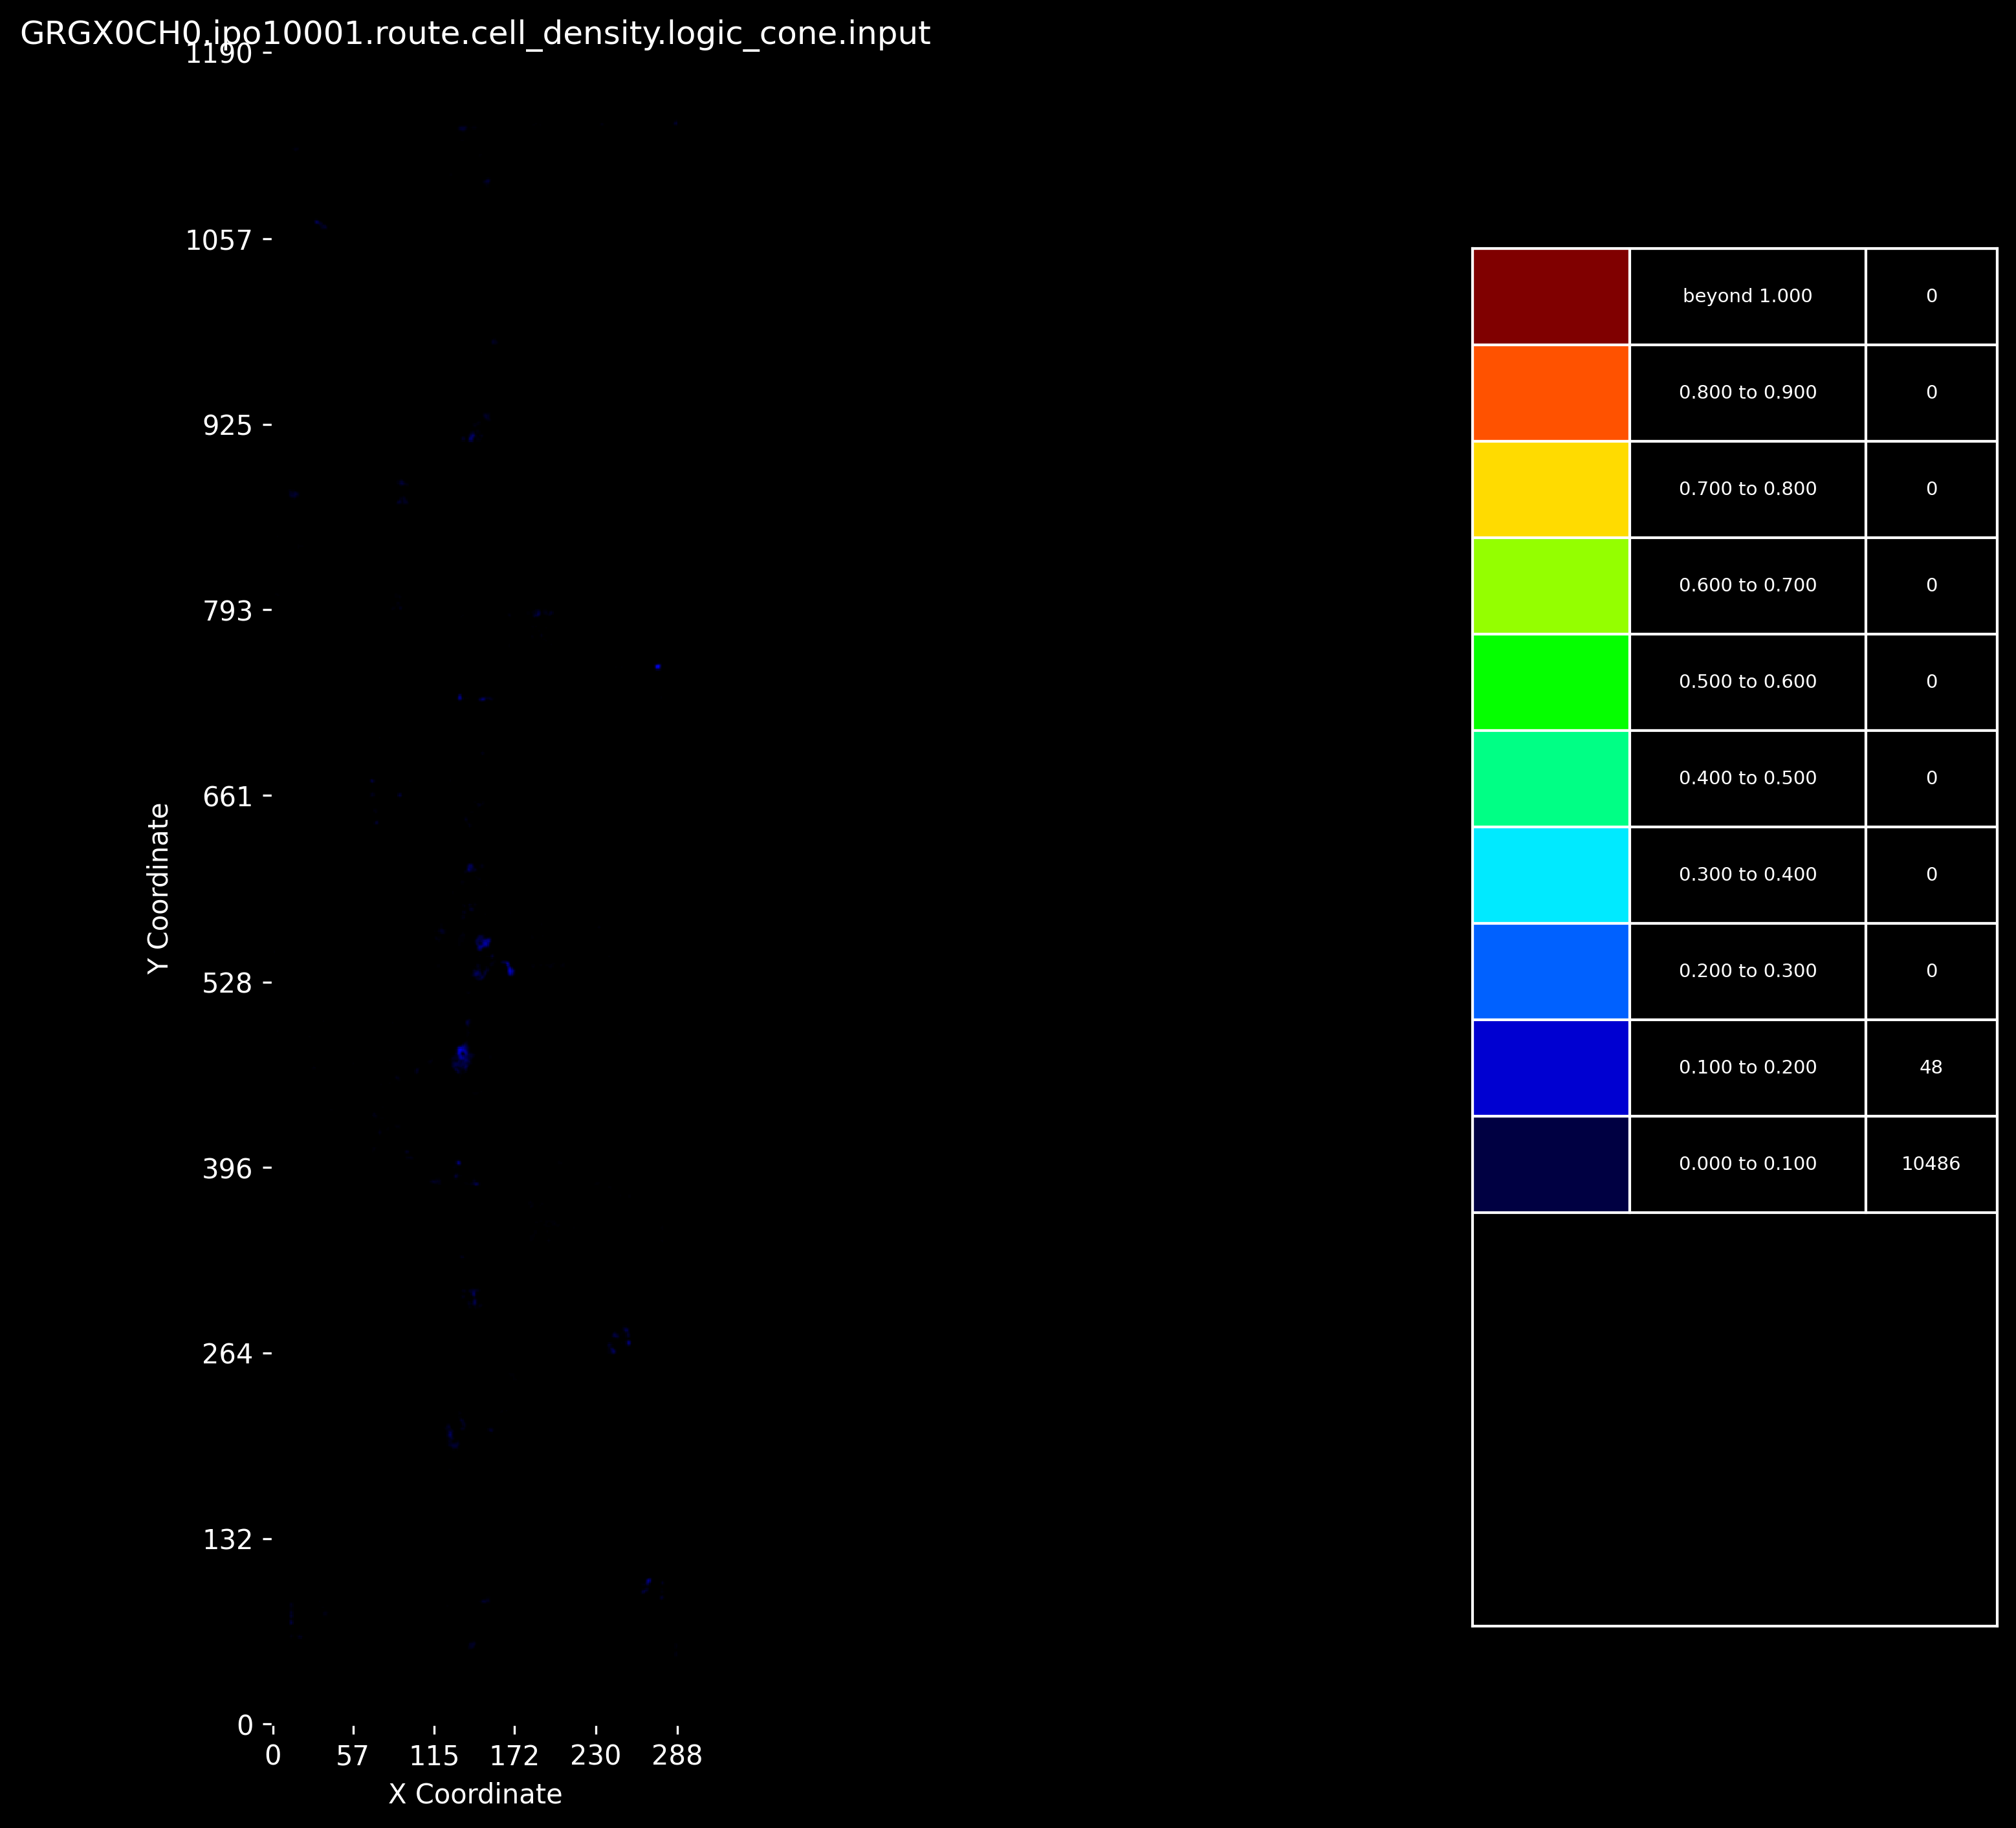 GRGX0CH0.ipo10001.route.cell_density.logic_cone.input
1190
1057
925
793
661
528
396
264
132
0
Y Coordinate
0 57 115 172 230 288
X Coordinate
beyond 1.000 0
0.800 to 0.900 0
0.700 to 0.800 0
0.600 to 0.700 0
0.500 to 0.600 0
0.400 to 0.500 0
0.300 to 0.400 0
0.200 to 0.300 0
0.100 to 0.200 48
0.000 to 0.100 10486